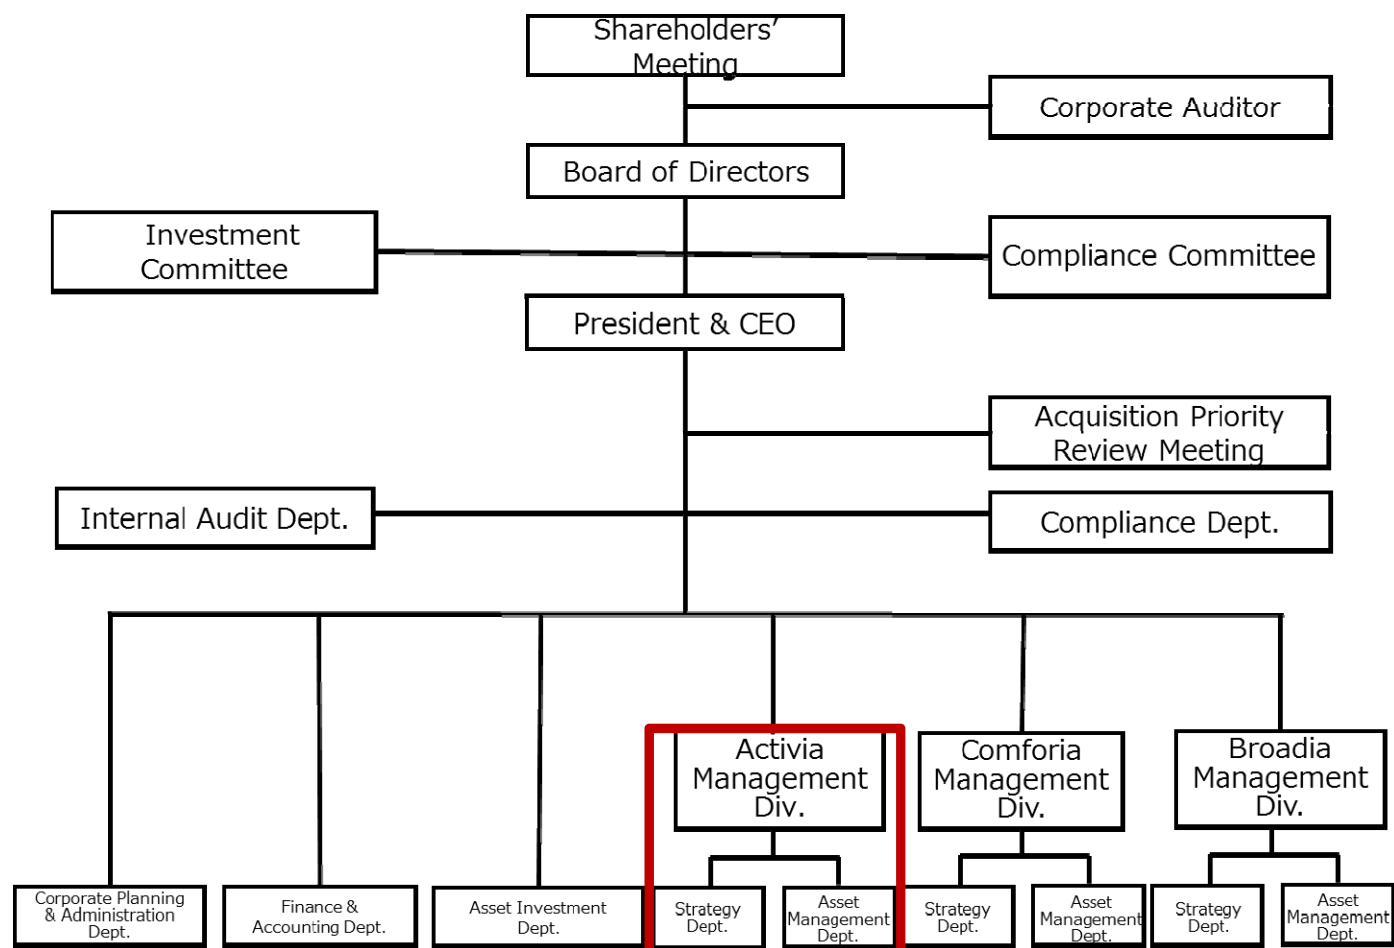 Shareholders’
Meeting
Corporate Auditor
Board of Directors
Investment
Committee
Compliance Committee
President & CEO
Acquisition Priority
Review Meeting
Internal Audit Dept.
Compliance Dept.
Activia
Management
Div.
Comforia
Management
Div.
Broadia
Management
Div.
Corporate Planning
& Administration
Dept.
Finance &
Accounting Dept.
Asset Investment
Dept.
Strategy
Dept.
Asset
Management
Dept.
Strategy
Dept.
Asset
Management
Dept.
Strategy
Dept.
Asset
Management
Dept.